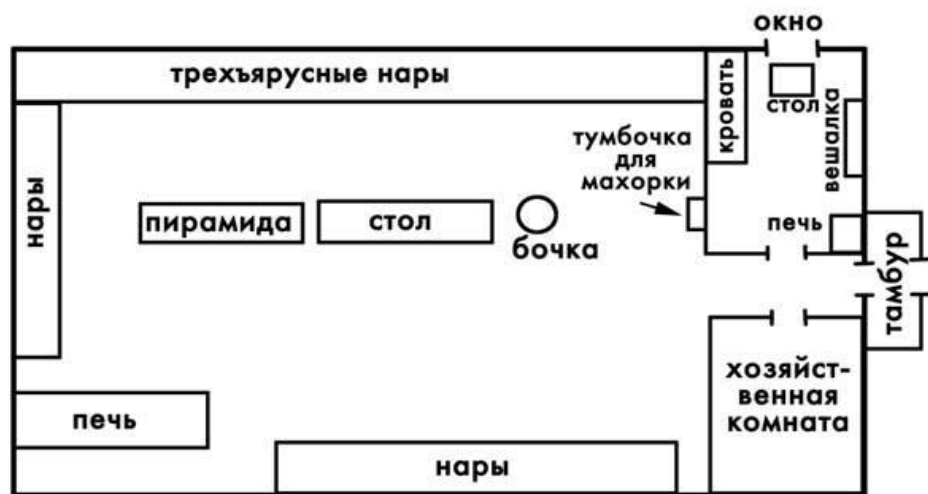 окно
трехъярусные нары
кровать
стол
вешалка
тумбочка
для
махорки
нары
пирамида
стол
бочка
печь
тамбур
хозяйст-
венная
комната
печь
нары